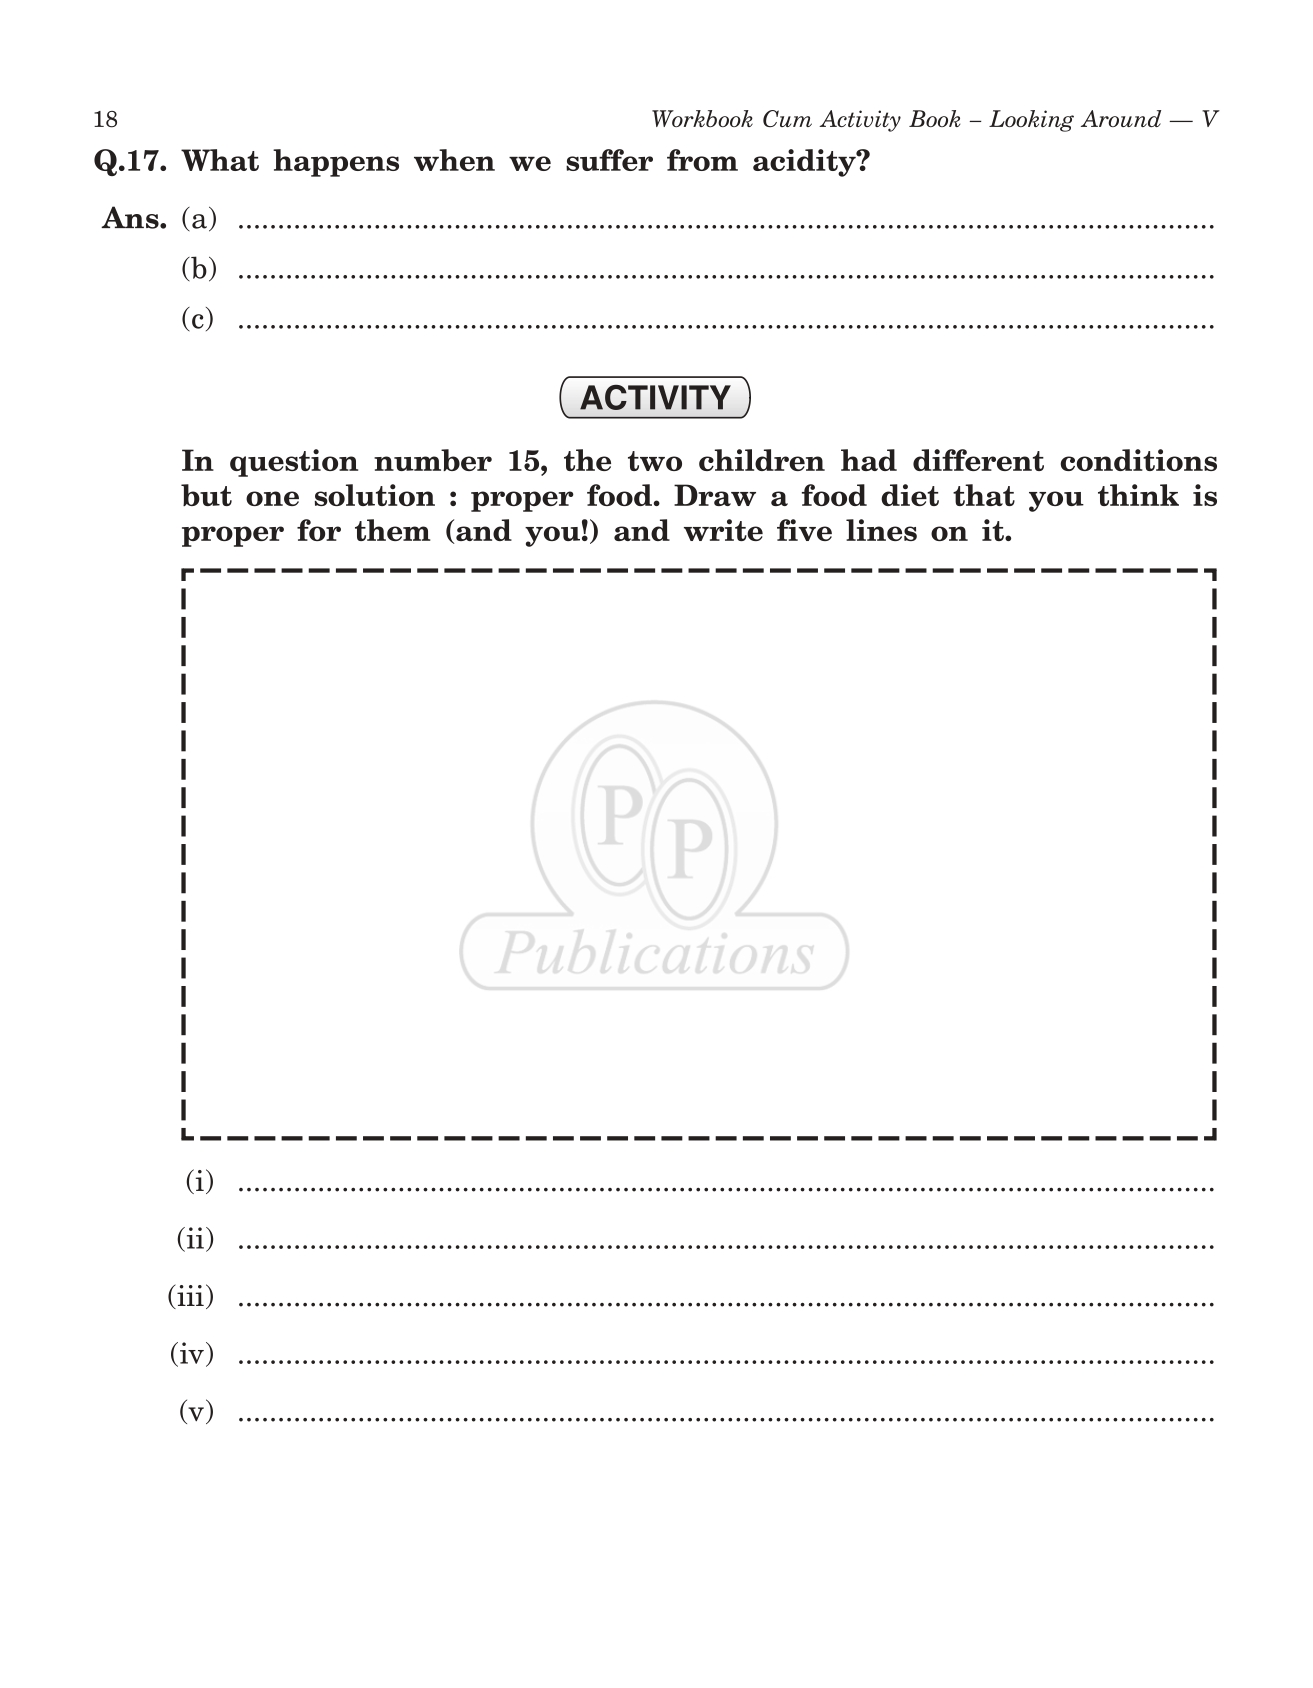 18 Workbook Cum Activity Book – Looking Around — V
Q.17. What happens when we suffer from acidity?
Ans. (a) ..........................................................................................................................
(b) ..........................................................................................................................
(c) ..........................................................................................................................
ACTIVITY
In question number 15, the two children had different conditions
but one solution : proper food. Draw a food diet that you think is
proper for them (and you!) and write five lines on it.
P
P
Publications
(i) ..........................................................................................................................
(ii) ..........................................................................................................................
(iii) ..........................................................................................................................
(iv) ..........................................................................................................................
(v) ..........................................................................................................................